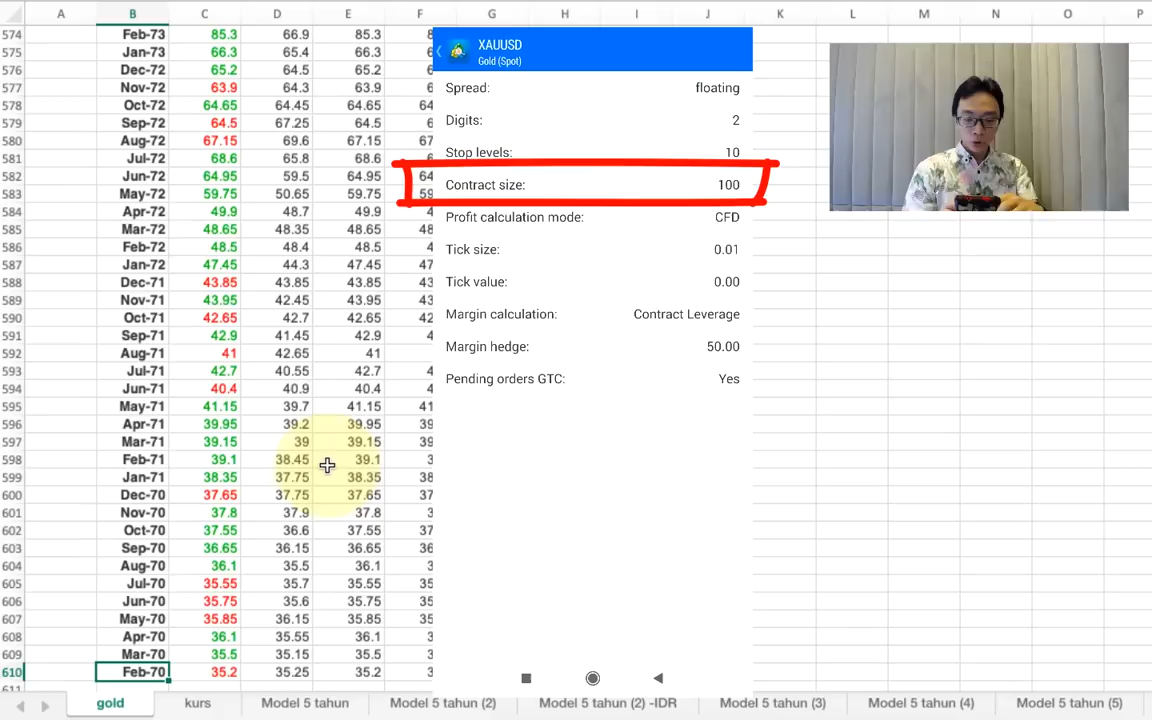 A B C D E F G H I J K L M N O P
574 Feb-73 85.3 66.9 85.3 8
575 Jan-73 66.3 65.4 66.3 6
576 Dec-72 65.2 64.5 65.2 6
577 Nov-72 63.9 64.3 63.9 6
578 Oct-72 64.65 64.45 64.65 64
579 Sep-72 64.5 67.25 64.5 6
580 Aug-72 67.15 69.6 67.15 67
581 Jul-72 68.6 65.8 68.6 6
582 Jun-72 64.95 59.5 64.95 64
583 May-72 59.75 50.65 59.75 59
584 Apr-72 49.9 48.7 49.9 4
585 Mar-72 48.65 48.35 48.65 48
586 Feb-72 48.5 48.4 48.5 4
587 Jan-72 47.45 44.3 47.45 47
588 Dec-71 43.85 43.85 43.85 43
589 Nov-71 43.95 42.45 43.95 43
590 Oct-71 42.65 42.7 42.65 42
591 Sep-71 42.9 41.45 42.9 4
592 Aug-71 41 42.65 41
593 Jul-71 42.7 40.55 42.7 4
594 Jun-71 40.4 40.9 40.4 4
595 May-71 41.15 39.7 41.15 41
596 Apr-71 39.95 39.2 39.95 39
597 Mar-71 39.15 39 39.15 39
598 Feb-71 39.1 38.45 39.1 3
599 Jan-71 38.35 37.75 38.35 38
600 Dec-70 37.65 37.75 37.65 37
601 Nov-70 37.8 37.9 37.8 3
602 Oct-70 37.55 36.6 37.55 37
603 Sep-70 36.65 36.15 36.65 36
604 Aug-70 36.1 35.5 36.1 3
605 Jul-70 35.55 35.7 35.55 35
606 Jun-70 35.75 35.6 35.75 35
607 May-70 35.85 36.15 35.85 35
608 Apr-70 36.1 35.55 36.1 3
609 Mar-70 35.5 35.15 35.5 3
610 Feb-70 35.2 35.25 35.2 3
XAUUSD
Gold (Spot)
Spread: floating
Digits: 2
Stop levels: 10
Contract size: 100
Profit calculation mode: CFD
Tick size: 0.01
Tick value: 0.00
Margin calculation: Contract Leverage
Margin hedge: 50.00
Pending orders GTC: Yes
gold kurs Model 5 tahun Model 5 tahun (2) Model 5 tahun (2) -IDR Model 5 tahun (3) Model 5 tahun (4) Model 5 tahun (5)